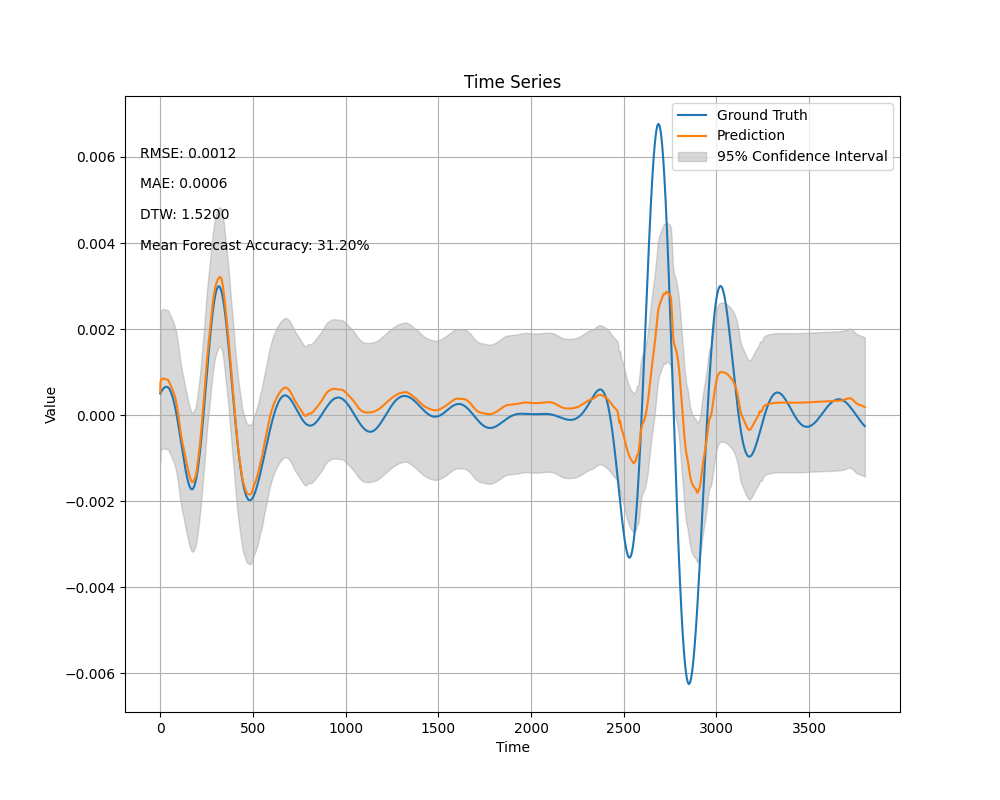 Time Series
Ground Truth
Prediction
95% Confidence Interval
RMSE: 0.0012
MAE: 0.0006
DTW: 1.5200
Mean Forecast Accuracy: 31.20%
Value
0.006
0.004
0.002
0.000
−0.002
−0.004
−0.006
0 500 1000 1500 2000 2500 3000 3500
Time